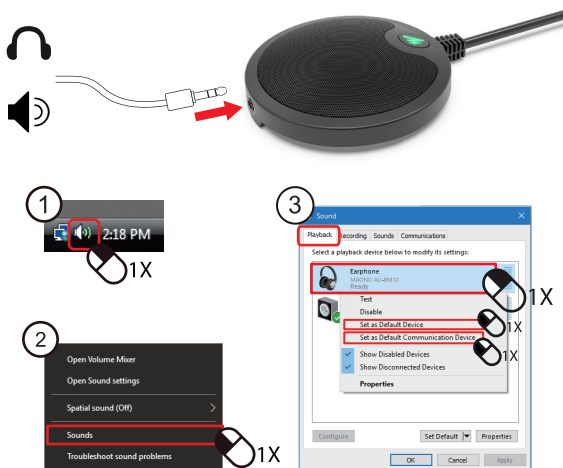 1
2:18 PM
1X
2
Open Volume Mixer
Open Sound settings
Spatial sound (Off)
Sounds
Troubleshoot sound problems
1X
3
Sound
Playback Recording Sounds Communications
Select a playback device below to modify its settings:
Earphone
MAONO AU-BM10
Ready
1X
Test
Disable
Set as Default Device
1X
Set as Default Communication Device
1X
Show Disabled Devices
Show Disconnected Devices
Properties
Configure Set Default Properties
OK Cancel Apply